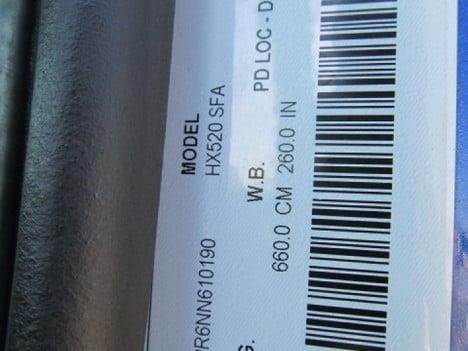 MODEL
HX520 SFA
R6NN610190
W.B.
PD LOC - D
660.0 CM 260.0 IN
G.